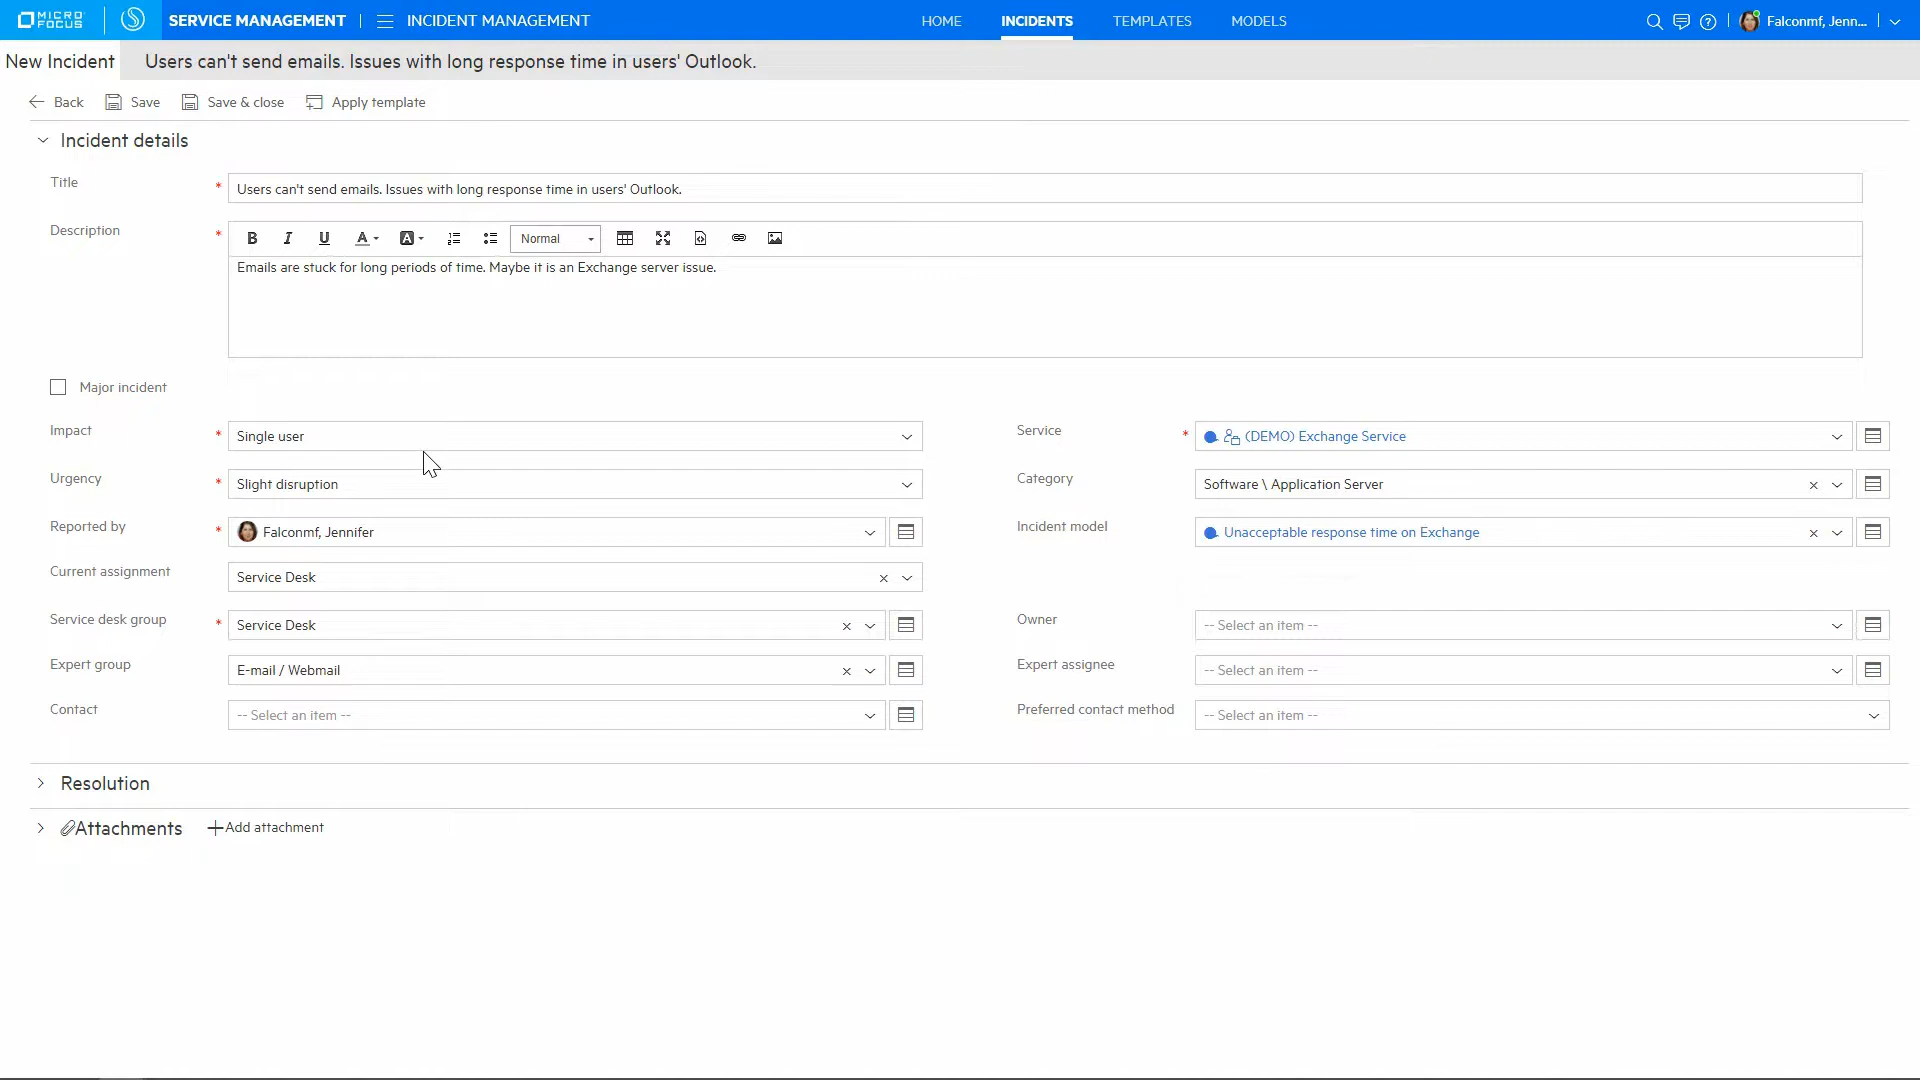 MICRO FOCUS
SERVICE MANAGEMENT
INCIDENT MANAGEMENT
HOME
INCIDENTS
TEMPLATES
MODELS
Falconmf, Jenn...
New Incident
Users can't send emails. Issues with long response time in users' Outlook.
Back
Save
Save & close
Apply template
Incident details
Title * Users can't send emails. Issues with long response time in users' Outlook.
Description *
B I U A A Normal
Emails are stuck for long periods of time. Maybe it is an Exchange server issue.
Major incident
Impact * Single user
Service * (DEMO) Exchange Service
Urgency * Slight disruption
Category Software \ Application Server
Reported by * Falconmf, Jennifer
Incident model Unacceptable response time on Exchange
Current assignment Service Desk
Service desk group * Service Desk
Owner -- Select an item --
Expert group E-mail / Webmail
Expert assignee -- Select an item --
Contact -- Select an item --
Preferred contact method -- Select an item --
Resolution
Attachments
Add attachment